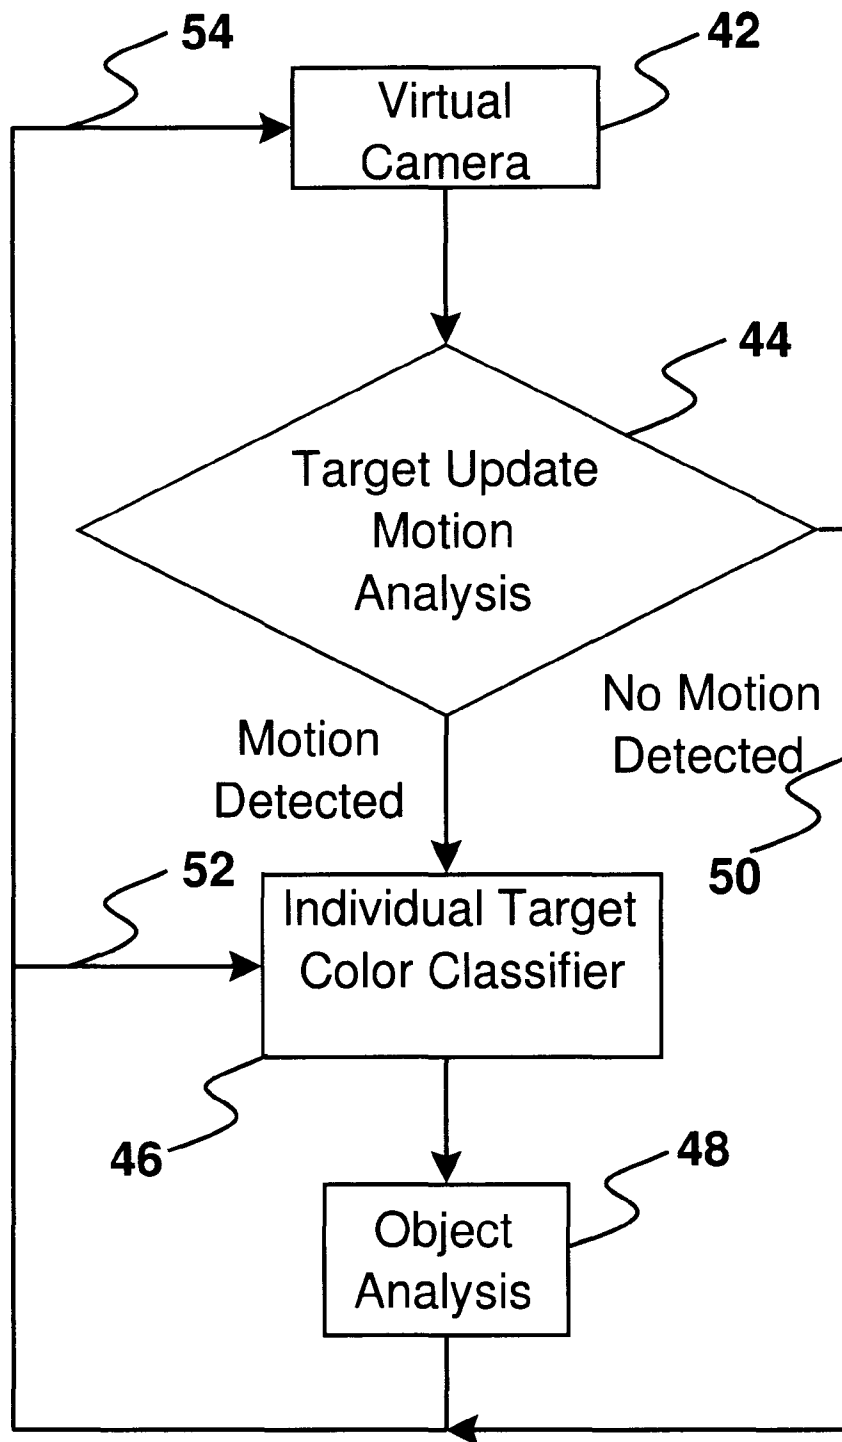 54
42
Virtual
Camera
44
Target Update
Motion
Analysis
No Motion
Detected
Motion
Detected
50
52
Individual Target
Color Classifier
46
48
Object
Analysis